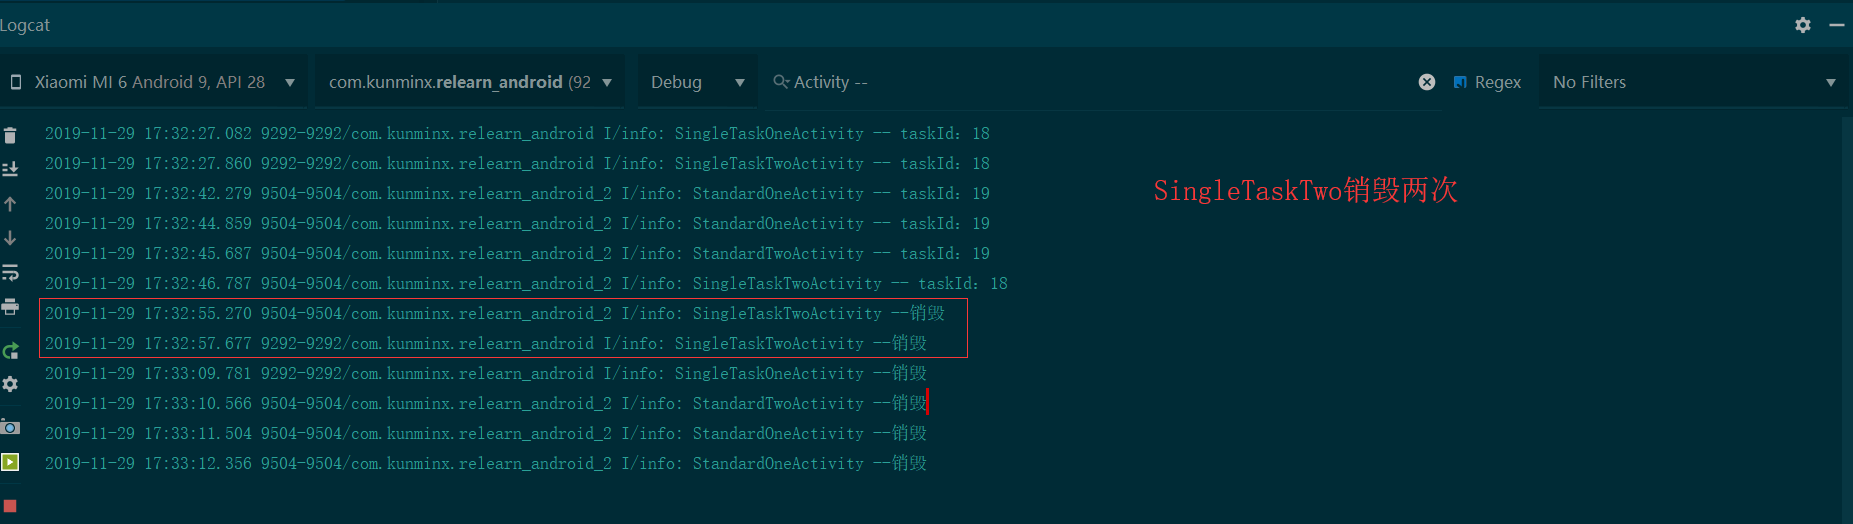 Logcat
Xiaomi MI 6 Android 9, API 28 com.kunminx.relearn_android (92 Debug Activity -- Regex No Filters
2019-11-29 17:32:27.082 9292-9292/com.kunminx.relearn_android I/info: SingleTaskOneActivity -- taskId：18
2019-11-29 17:32:27.860 9292-9292/com.kunminx.relearn_android I/info: SingleTaskTwoActivity -- taskId：18
2019-11-29 17:32:42.279 9504-9504/com.kunminx.relearn_android_2 I/info: StandardOneActivity -- taskId：19
SingleTaskTwo销毁两次
2019-11-29 17:32:44.859 9504-9504/com.kunminx.relearn_android_2 I/info: StandardOneActivity -- taskId：19
2019-11-29 17:32:45.687 9504-9504/com.kunminx.relearn_android_2 I/info: StandardTwoActivity -- taskId：19
2019-11-29 17:32:46.787 9504-9504/com.kunminx.relearn_android_2 I/info: SingleTaskTwoActivity -- taskId：18
2019-11-29 17:32:55.270 9504-9504/com.kunminx.relearn_android_2 I/info: SingleTaskTwoActivity --销毁
2019-11-29 17:32:57.677 9292-9292/com.kunminx.relearn_android I/info: SingleTaskTwoActivity --销毁
2019-11-29 17:33:09.781 9292-9292/com.kunminx.relearn_android I/info: SingleTaskOneActivity --销毁
2019-11-29 17:33:10.566 9504-9504/com.kunminx.relearn_android_2 I/info: StandardTwoActivity --销毁
2019-11-29 17:33:11.504 9504-9504/com.kunminx.relearn_android_2 I/info: StandardOneActivity --销毁
2019-11-29 17:33:12.356 9504-9504/com.kunminx.relearn_android_2 I/info: StandardOneActivity --销毁